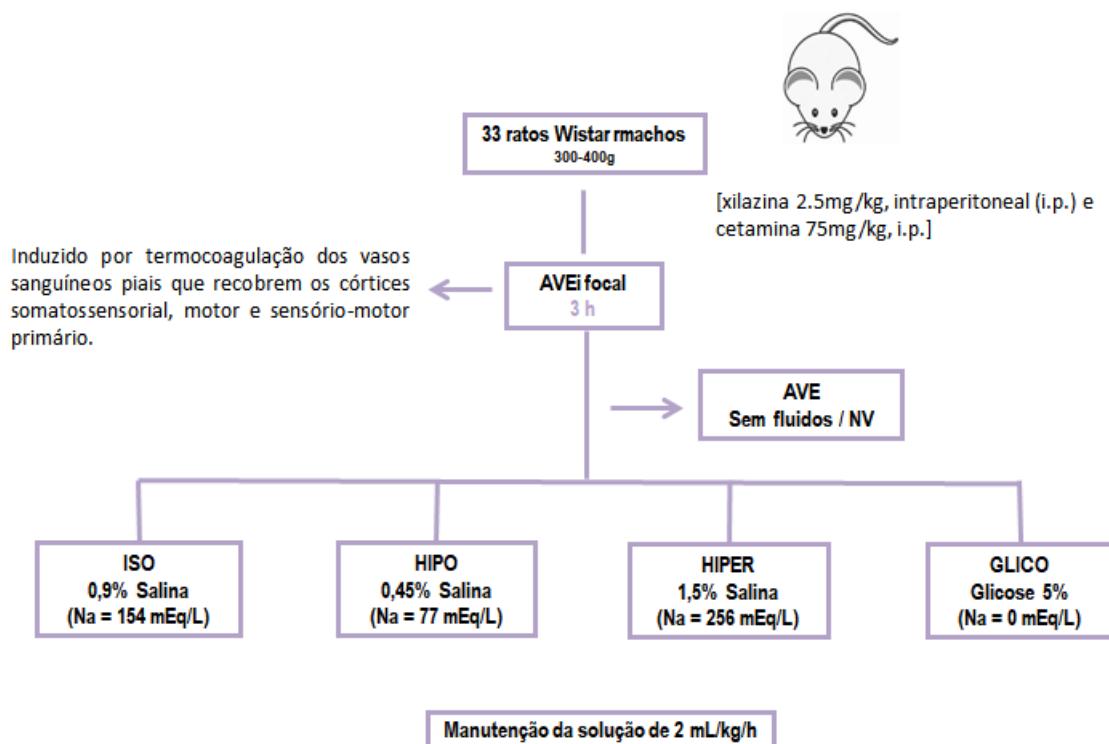 33 ratos Wistar rmachos
300-400g
[xilazina 2.5mg/kg, intraperitoneal (i.p.) e
cetamina 75mg/kg, i.p.]
Induzido por termocoagulação dos vasos
sanguíneos piais que recobrem os córtices
somatossensorial, motor e sensório-motor
primário.
AVEi focal
3 h
AVE
Sem fluidos / NV
ISO
0,9% Salina
(Na = 154 mEq/L)
HIPO
0,45% Salina
(Na = 77 mEq/L)
HIPER
1,5% Salina
(Na = 256 mEq/L)
GLICO
Glicose 5%
(Na = 0 mEq/L)
Manutenção da solução de 2 mL/kg/h